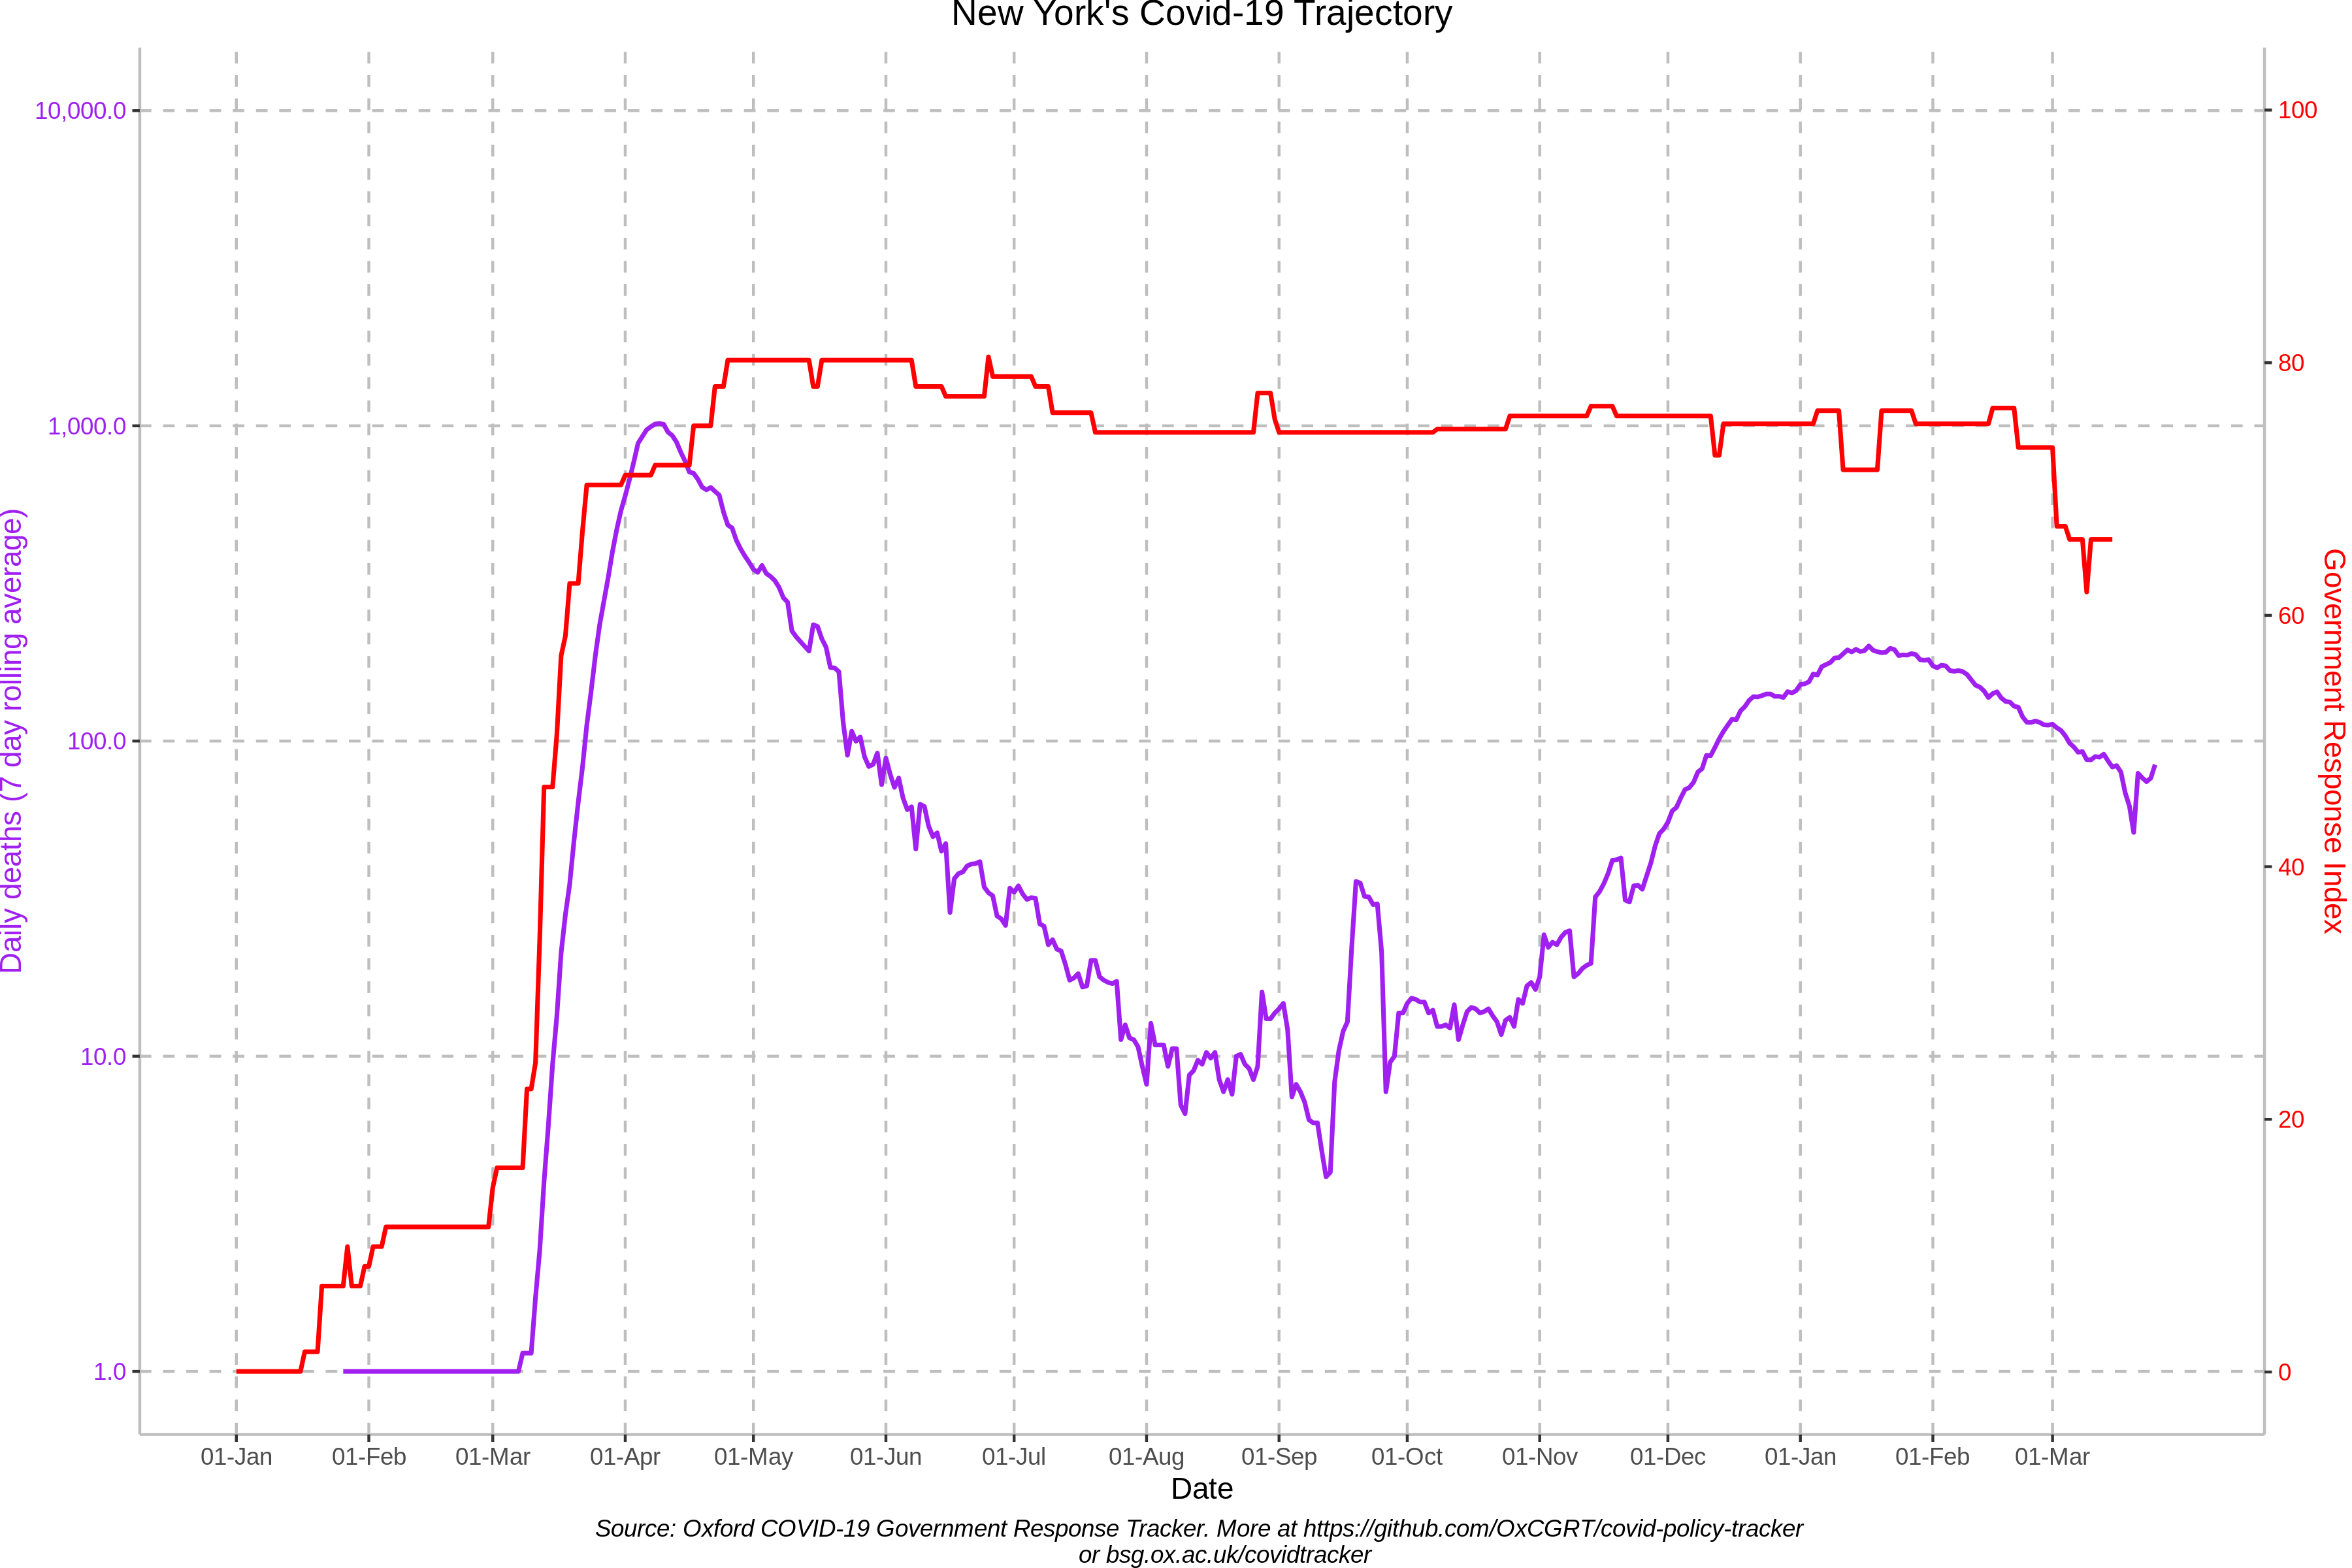 New York's Covid-19 Trajectory
10,000.0
1,000.0
100.0
10.0
1.0
Daily deaths (7 day rolling average)
100
80
60
40
20
0
Government Response Index
01-Jan 01-Feb 01-Mar 01-Apr 01-May 01-Jun 01-Jul 01-Aug 01-Sep 01-Oct 01-Nov 01-Dec 01-Jan 01-Feb 01-Mar
Date
Source: Oxford COVID-19 Government Response Tracker. More at https://github.com/OxCGRT/covid-policy-tracker
or bsg.ox.ac.uk/covidtracker